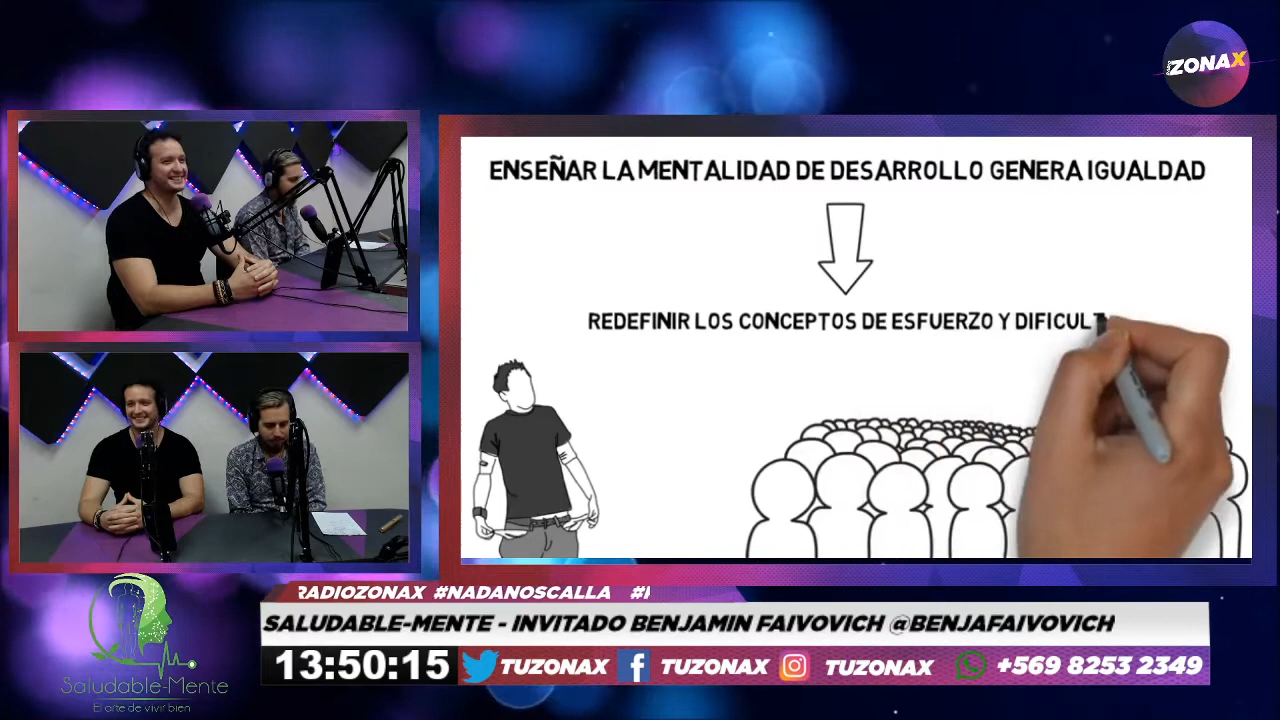 ZONAX
ENSEÑAR LA MENTALIDAD DE DESARROLLO GENERA IGUALDAD
REDEFINIR LOS CONCEPTOS DE ESFUERZO Y DIFICULT
RADIOZONAX #NADANOSCALLA
SALUDABLE-MENTE - INVITADO BENJAMIN FAIVOVICH @BENJAFAIVOVICH
13:50:15 TUZONAX TUZONAX TUZONAX +569 8253 2349
Saludable-Mente
El arte de vivir bien